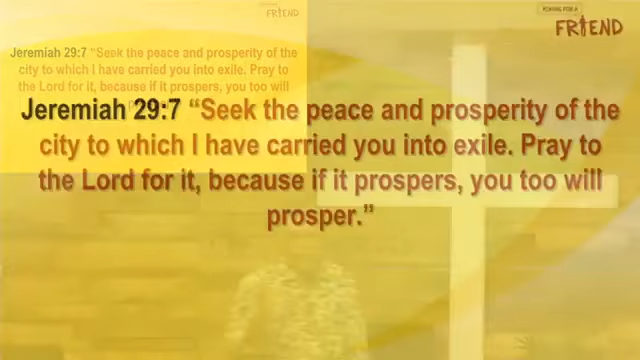 FRIEND
FRIEND
Jeremiah 29:7 “Seek the peace and prosperity of the
city to which I have carried you into exile. Pray to
the Lord for it, because if it prospers, you too will
Jeremiah 29:7 “Seek the peace and prosperity of the
city to which I have carried you into exile. Pray to
the Lord for it, because if it prospers, you too will
prosper.”